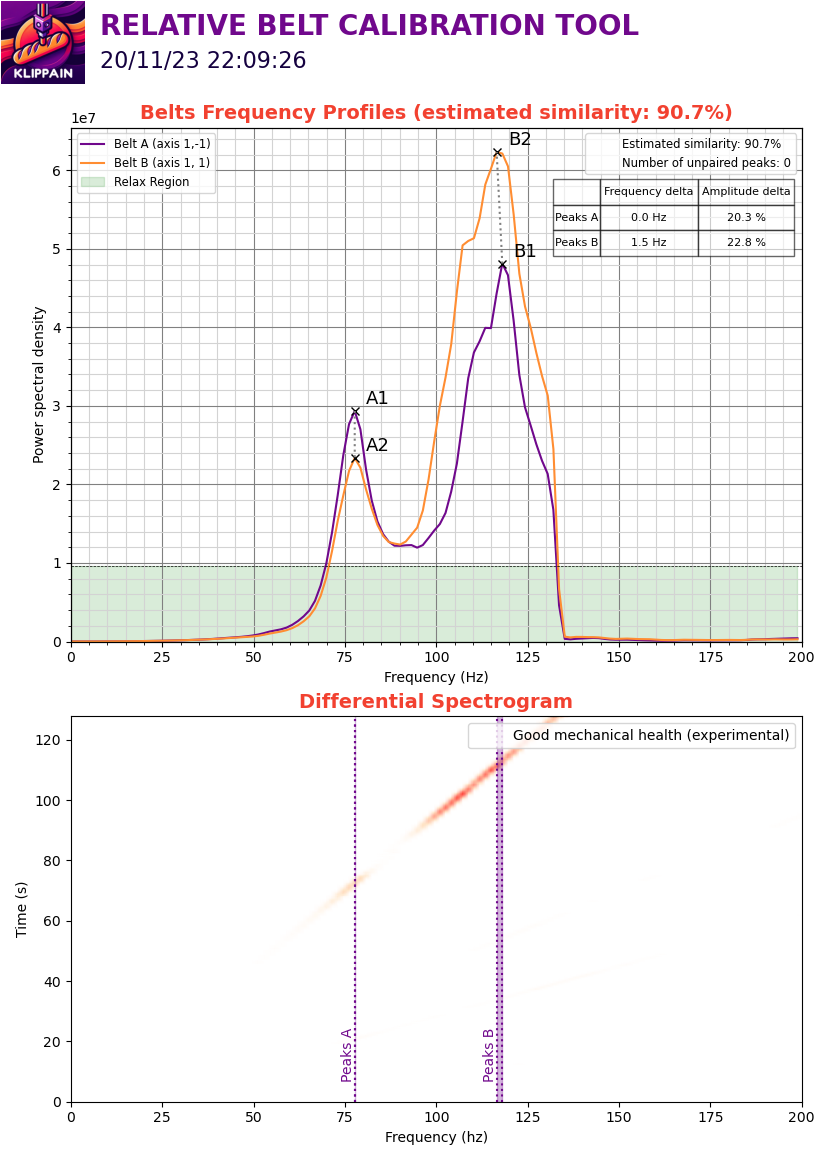 KLIPPAIN
RELATIVE BELT CALIBRATION TOOL
20/11/23 22:09:26
Belts Frequency Profiles (estimated similarity: 90.7%)
1e7
Belt A (axis 1,-1)
Belt B (axis 1, 1)
Relax Region
Estimated similarity: 90.7%
Number of unpaired peaks: 0
Frequency delta Amplitude delta
Peaks A 0.0 Hz 20.3 %
Peaks B 1.5 Hz 22.8 %
B2
B1
A1
A2
Power spectral density
6
5
4
3
2
1
0
0 25 50 75 100 125 150 175 200
Frequency (Hz)
Differential Spectrogram
Good mechanical health (experimental)
Time (s)
120
100
80
60
40
20
0
Peaks A
Peaks B
0 25 50 75 100 125 150 175 200
Frequency (hz)